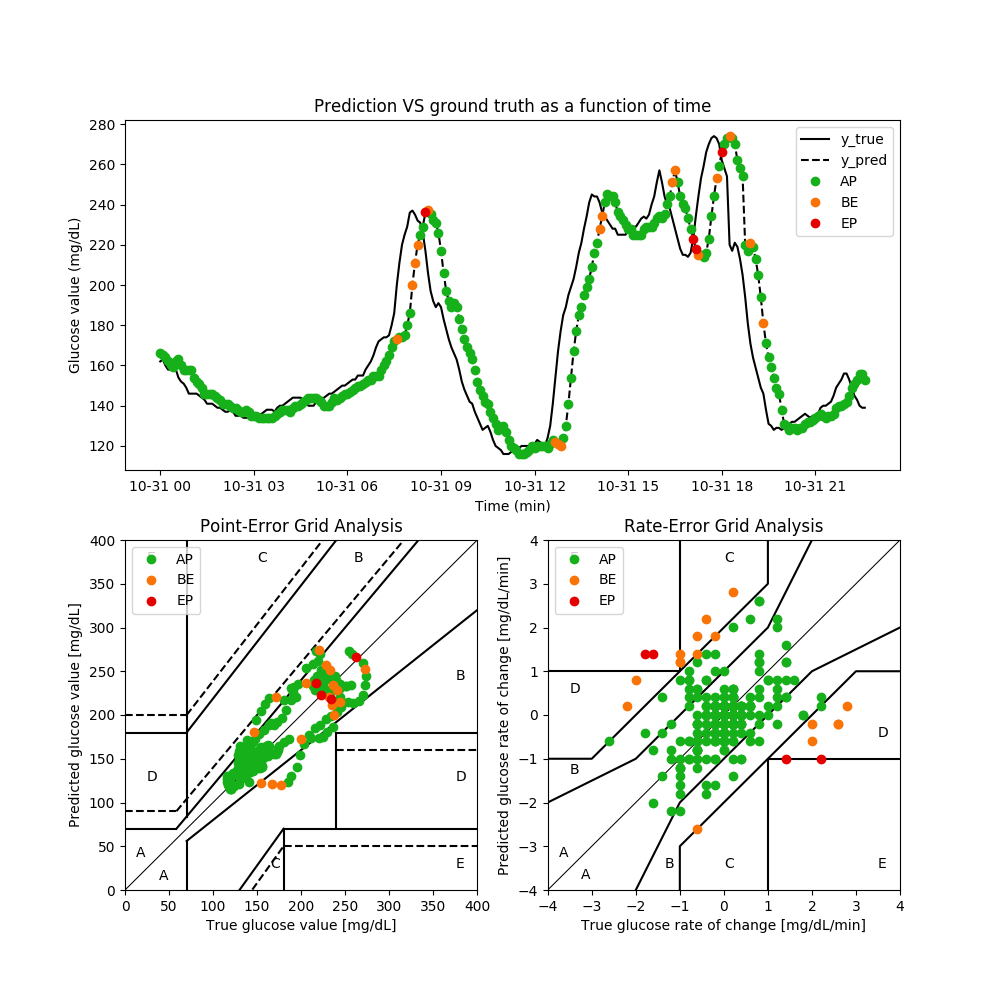 Prediction VS ground truth as a function of time
Glucose value (mg/dL)
280
260
240
220
200
180
160
140
120
y_true
y_pred
AP
BE
EP
10-31 00 10-31 03 10-31 06 10-31 09 10-31 12 10-31 15 10-31 18 10-31 21
Time (min)
Point-Error Grid Analysis
Predicted glucose value [mg/dL]
400
350
300
250
200
150
100
50
0
AP
BE
EP
C B
B
D D
A
A
C
E
0 50 100 150 200 250 300 350 400
True glucose value [mg/dL]
Rate-Error Grid Analysis
Predicted glucose rate of change [mg/dL/min]
4
3
2
1
0
−1
−2
−3
−4
AP
BE
EP
C
D
D
B
A
A
B C E
−4 −3 −2 −1 0 1 2 3 4
True glucose rate of change [mg/dL/min]